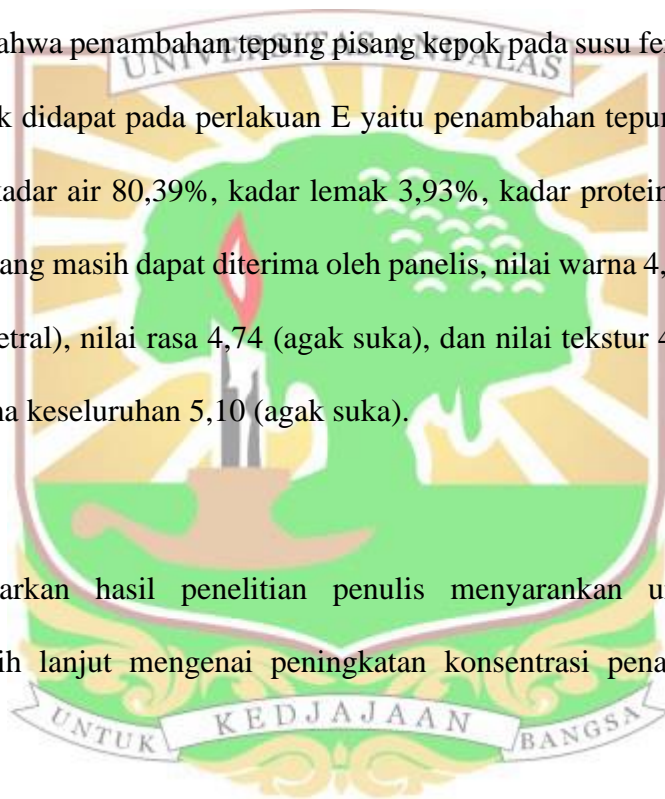 UNIVERSITAS ANDALAS
ahwa penambahan tepung pisang kepok pada susu
k didapat pada perlakuan E yaitu penambahan
kadar air 80,39%, kadar lemak 3,93%, kadar protein
ang masih dapat diterima oleh panelis, nilai warna 4,
etral), nilai rasa 4,74 (agak suka), dan nilai tekstur 4
na keseluruhan 5,10 (agak suka).
arkan hasil penelitian penulis menyarankan
ih lanjut mengenai peningkatan konsentrasi
UNTUK KEDJAJAAN BANGSA